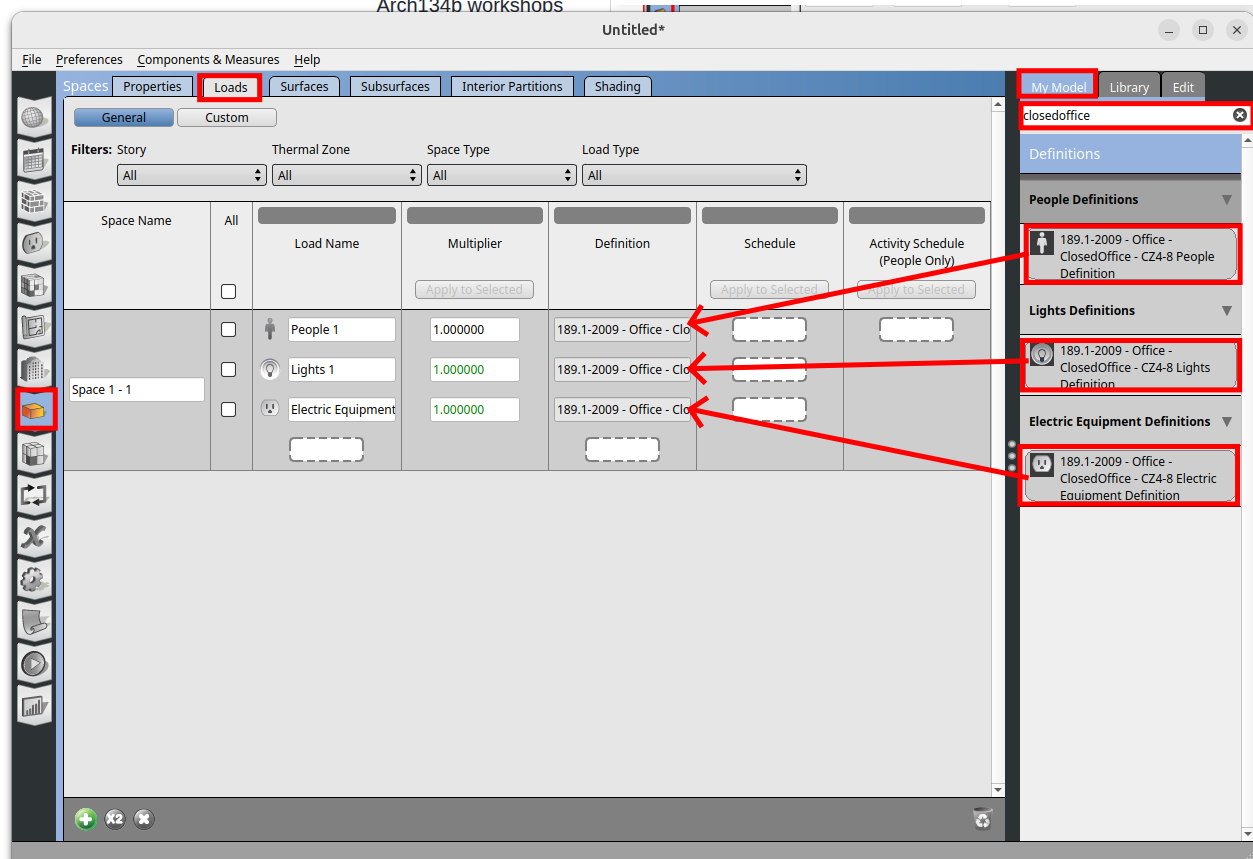 Arch134b workshops
Untitled*
File Preferences Components & Measures Help
Spaces Properties Loads Surfaces Subsurfaces Interior Partitions Shading
My Model Library Edit
General Custom
closedoffice
Filters: Story Thermal Zone Space Type Load Type
All All All All
Definitions
People Definitions
189.1-2009 - Office -
ClosedOffice - CZ4-8 People
Definition
Lights Definitions
189.1-2009 - Office -
ClosedOffice - CZ4-8 Lights
Definition
Electric Equipment Definitions
189.1-2009 - Office -
ClosedOffice - CZ4-8 Electric
Equipment Definition
Space Name All Load Name Multiplier Definition Schedule Activity Schedule
(People Only)
Apply to Selected Apply to Selected Apply to Selected
People 1 1.000000 189.1-2009 - Office - Clo
Lights 1 1.000000 189.1-2009 - Office - Clo
Space 1 - 1
Electric Equipment 1.000000 189.1-2009 - Office - Clo
X2